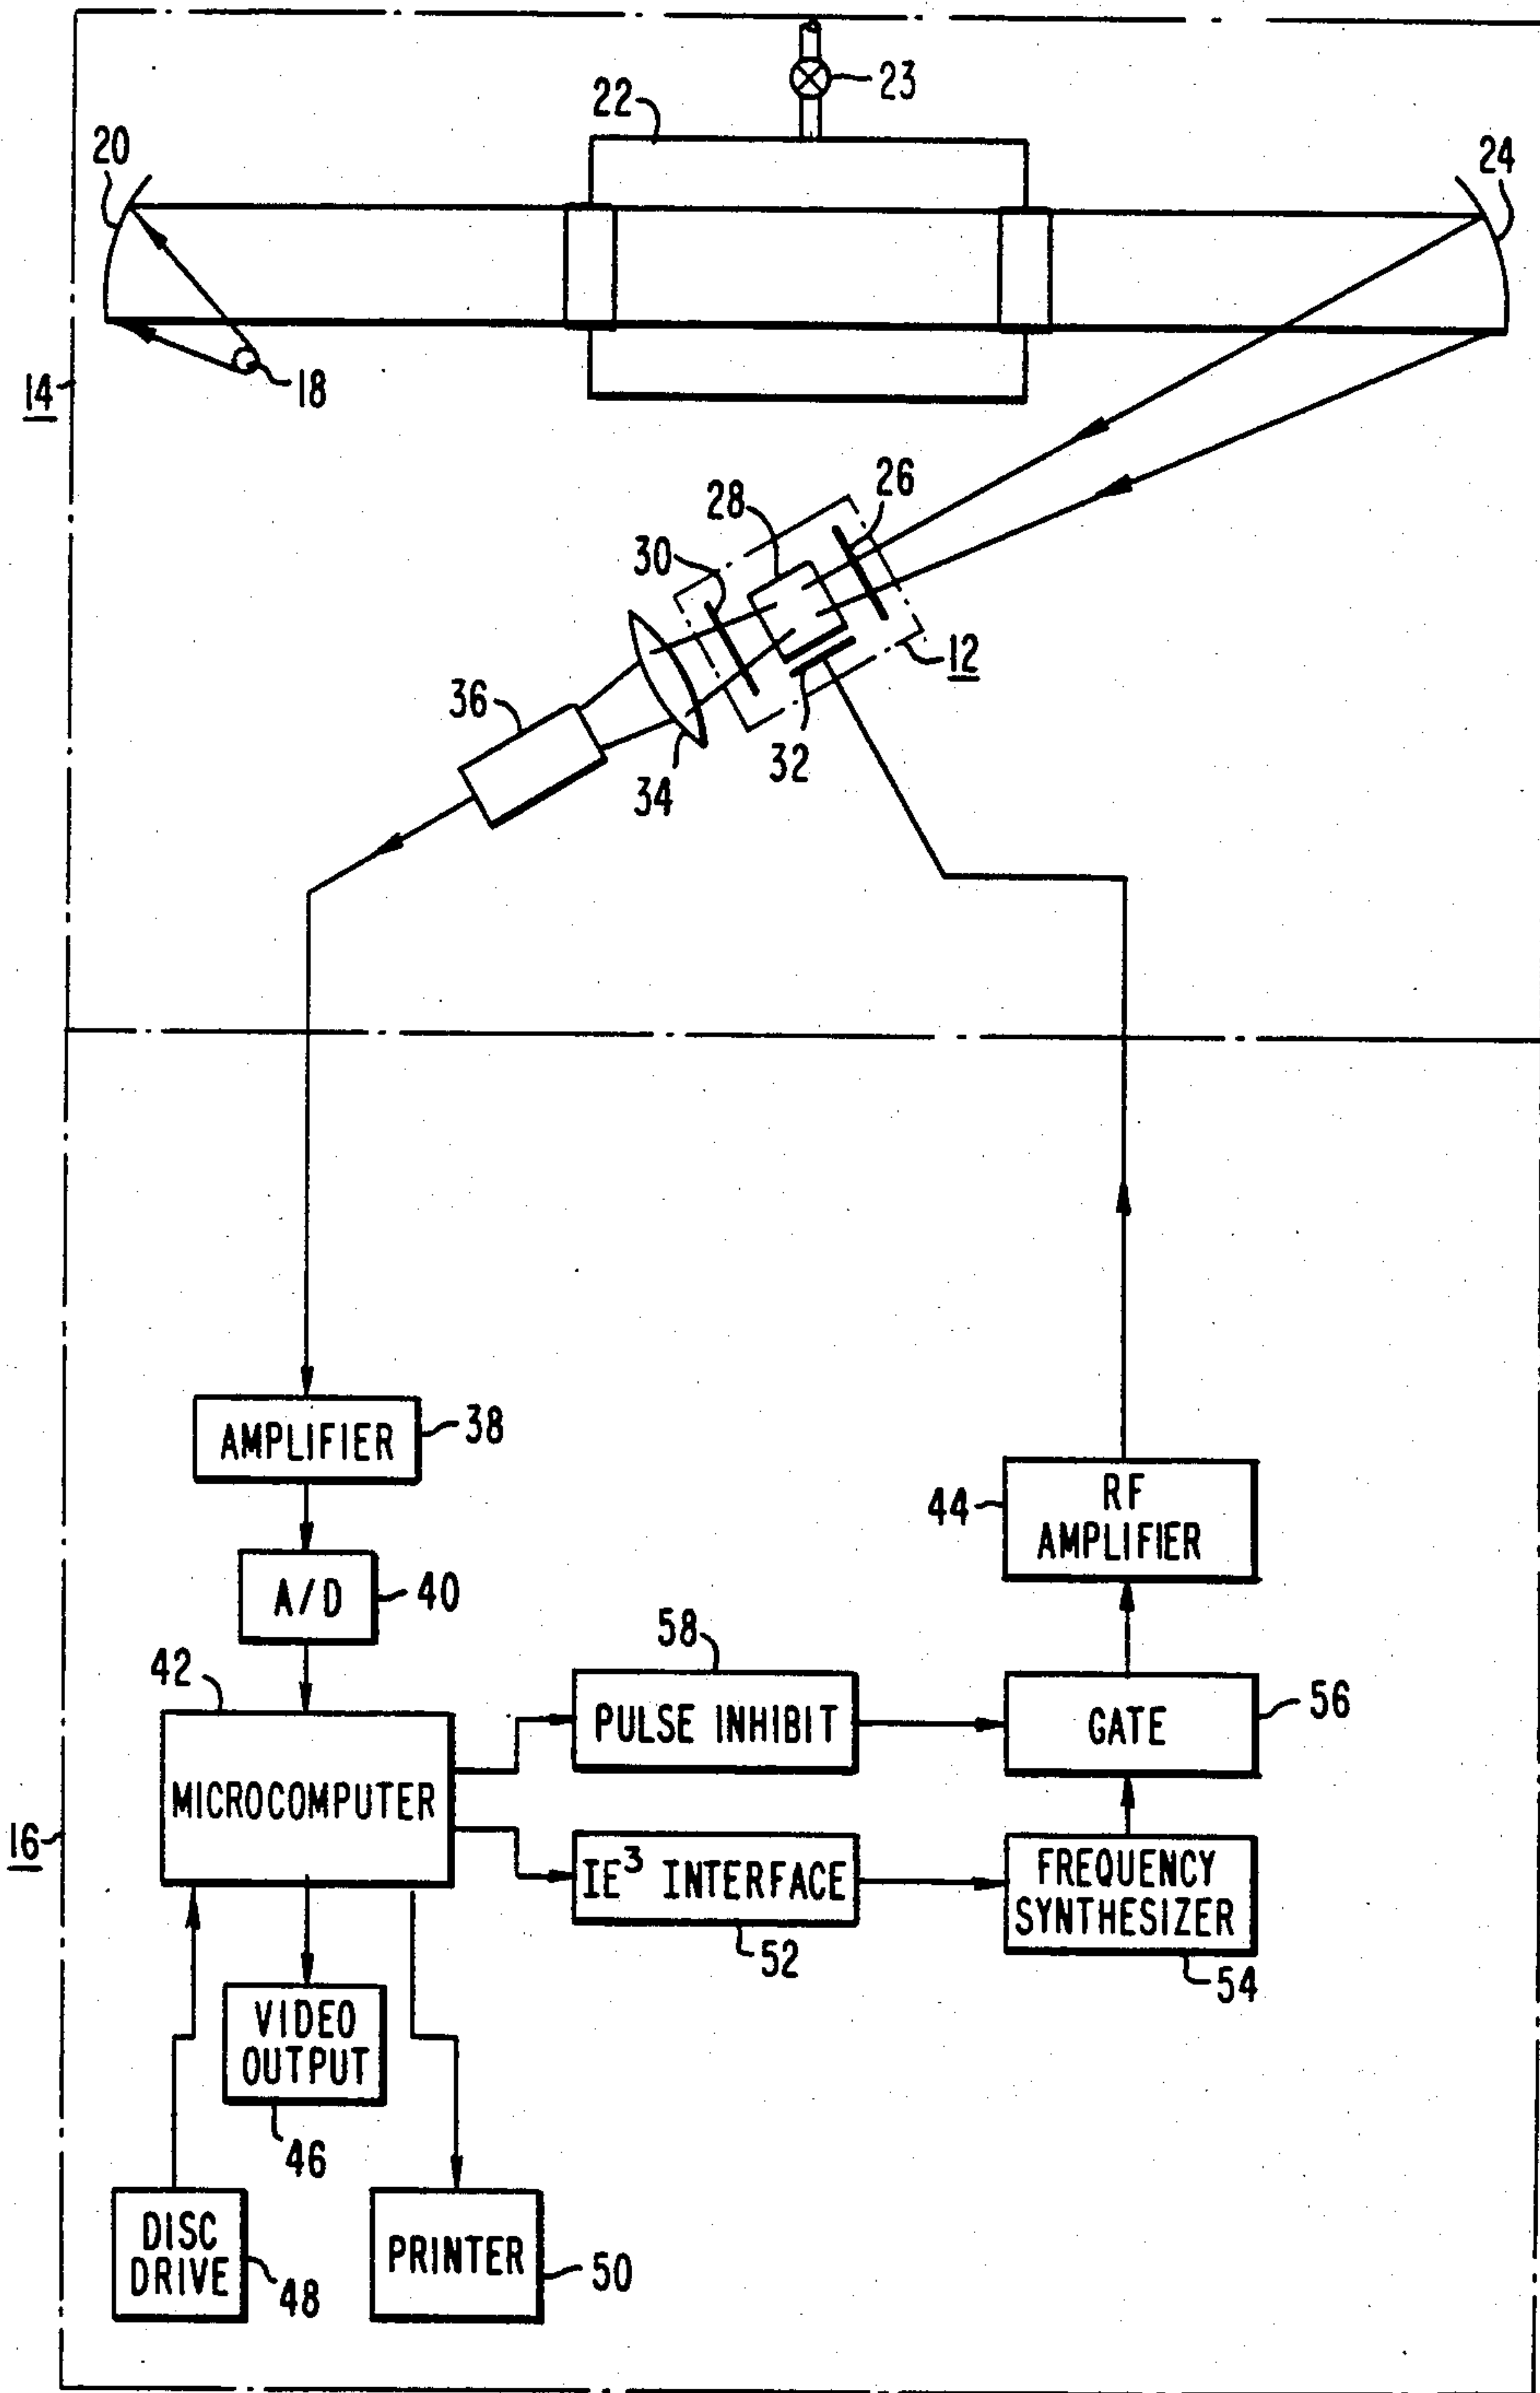 23
22
20
24
18
14
26
28
30
12
36
32
34
AMPLIFIER
38
RF
AMPLIFIER
44
A/D
40
58
42
PULSE INHIBIT
GATE
56
MICROCOMPUTER
16
IE³ INTERFACE
FREQUENCY
SYNTHESIZER
52
54
VIDEO
OUTPUT
46
DISC
DRIVE
48
PRINTER
50